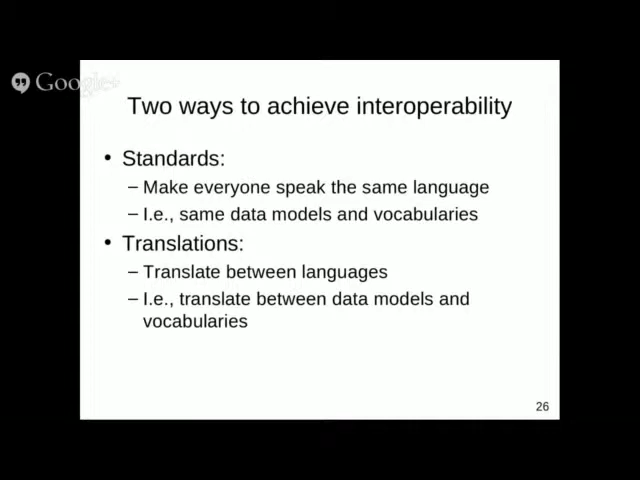 Google+
Two ways to achieve interoperability
• Standards:
– Make everyone speak the same language
– I.e., same data models and vocabularies
• Translations:
– Translate between languages
– I.e., translate between data models and
vocabularies
26